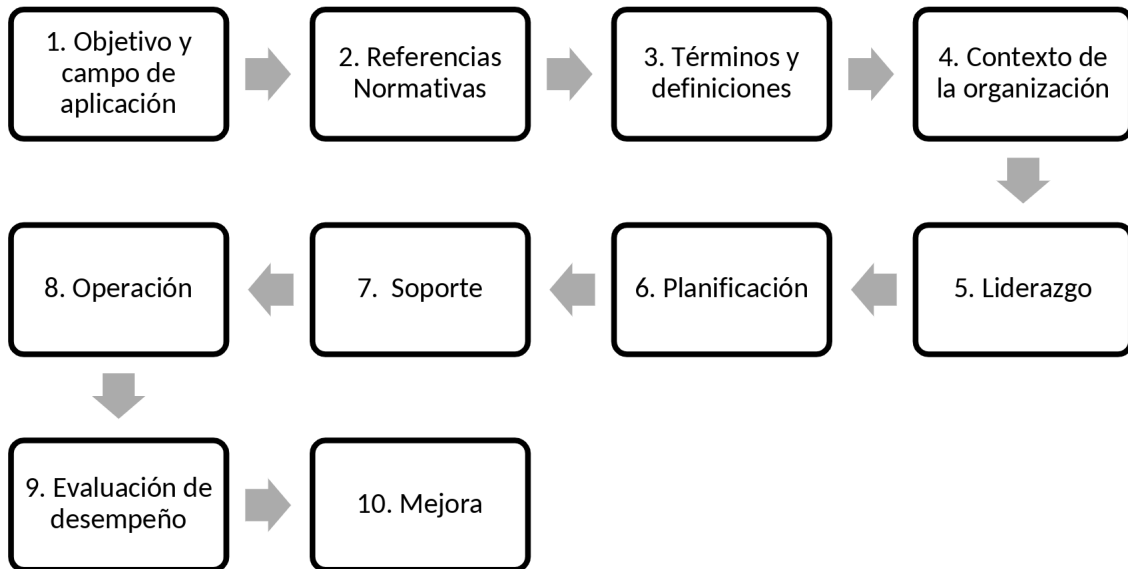 1. Objetivo y
campo de
aplicación
2. Referencias
Normativas
3. Términos y
definiciones
4. Contexto de
la organización
5. Liderazgo
6. Planificación
7.  Soporte
8. Operación
9. Evaluación de
desempeño
10. Mejora